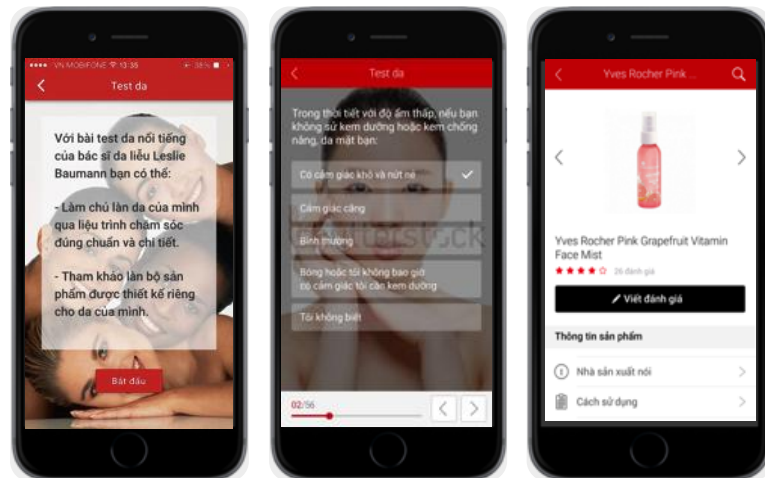 VN MOBIFONE 13:35 38%
Test da
Với bài test da nổi tiếng
của bác sĩ da liễu Leslie
Baumann bạn có thể:
- Làm chủ làn da của mình
qua liệu trình chăm sóc
đúng chuẩn và chi tiết.
- Tham khảo làn bộ sản
phẩm được thiết kế riêng
cho da của mình.
Bắt đầu
Test da
Trong thời tiết với độ ẩm thấp, nếu bạn
không sử kem dưỡng hoặc kem chống
nắng, da mặt bạn:
Có cảm giác khô và nứt nẻ
Cảm giác căng
Bình thường
shutterstock
Bóng hoặc tôi không bao giờ
có cảm giác tôi cần kem dưỡng
Tôi không biết
02/56
Yves Rocher Pink ...
Yves Rocher Pink Grapefruit Vitamin
Face Mist
26 đánh giá
Viết đánh giá
Thông tin sản phẩm
Nhà sản xuất nói
Cách sử dụng